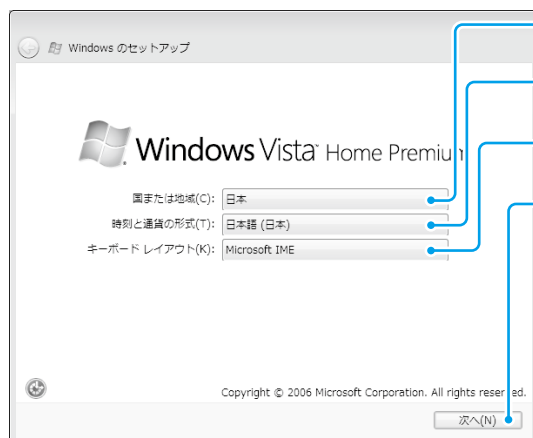 Windows のセットアップ
Windows Vista™ Home Premium
国または地域(C): 日本
時刻と通貨の形式(T): 日本語 (日本)
キーボード レイアウト(K): Microsoft IME
Copyright © 2006 Microsoft Corporation. All rights reserved.
次へ(N)